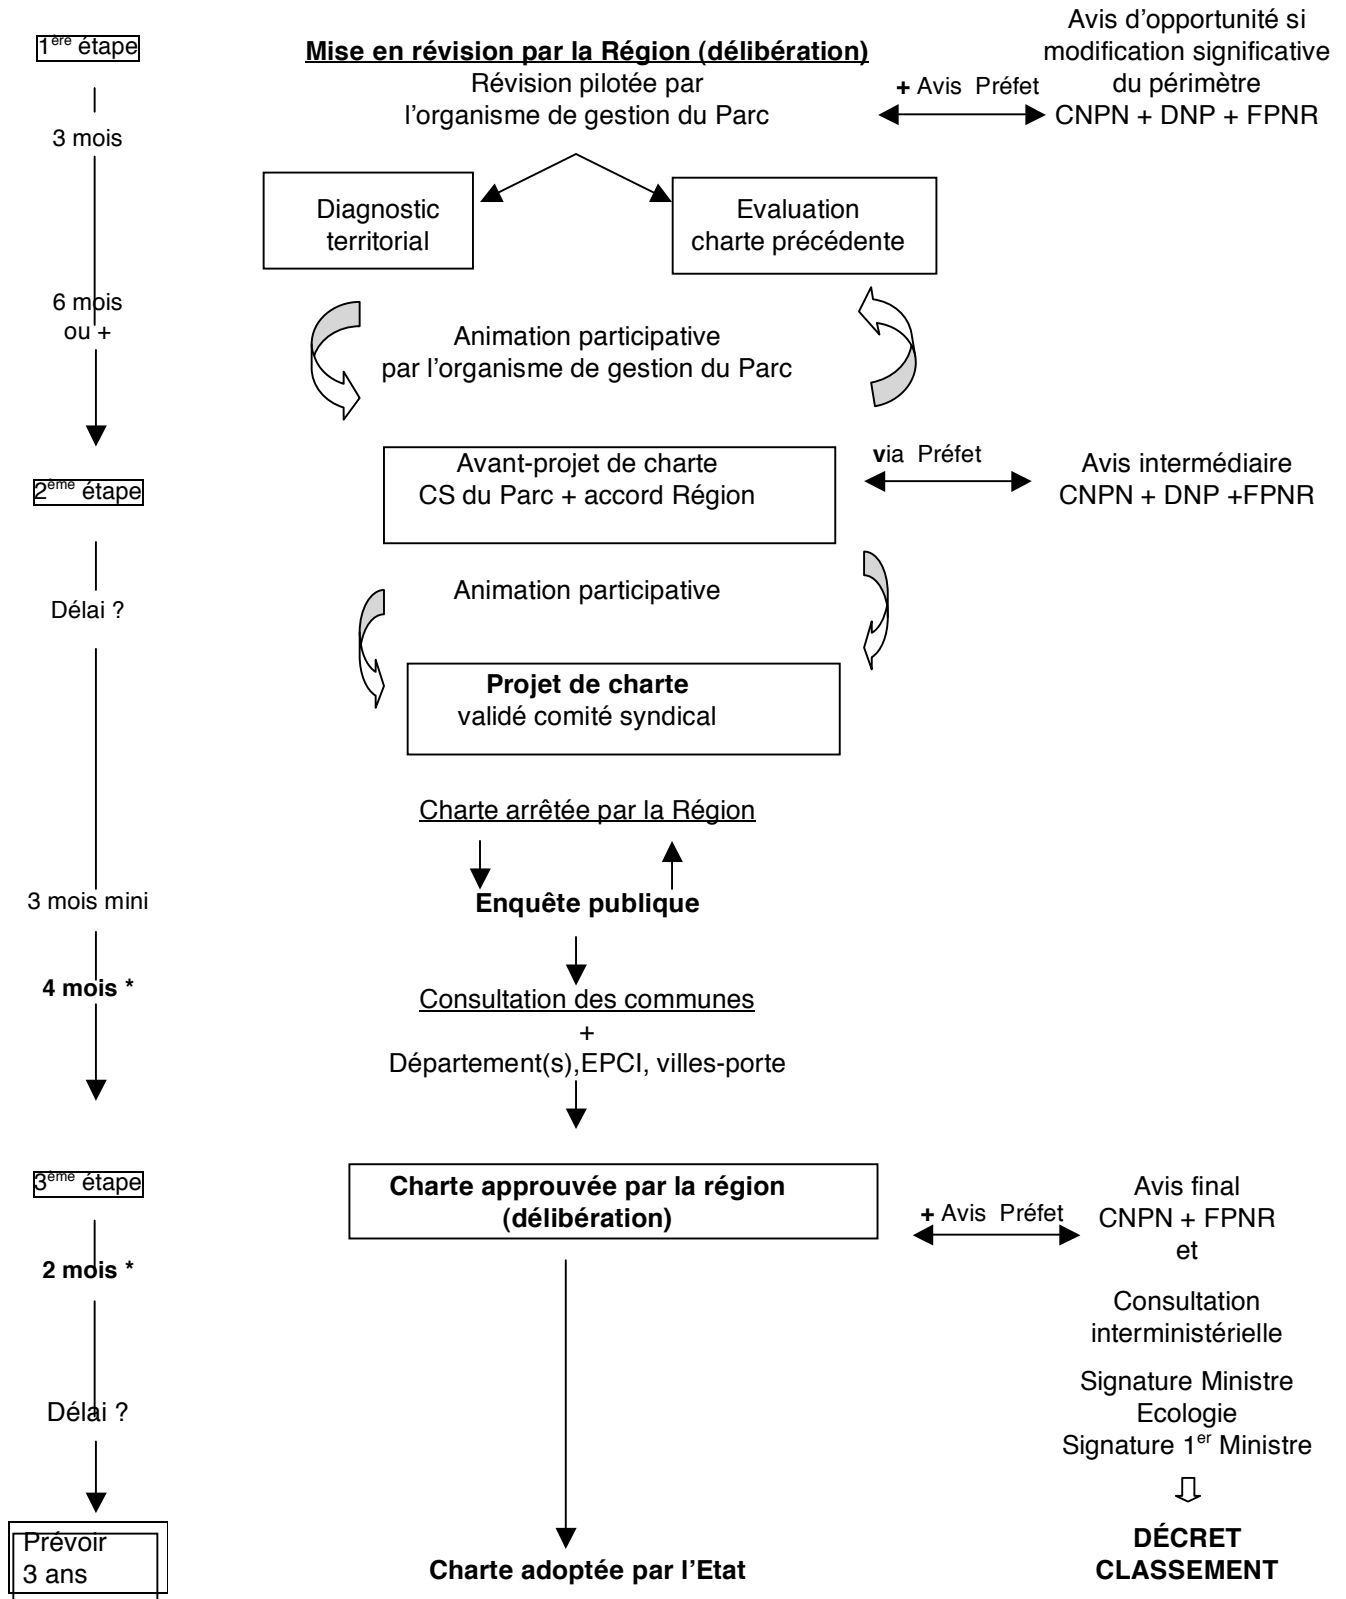 1ère étape
Mise en révision par la Région (délibération)
Révision pilotée par
l'organisme de gestion du Parc
+ Avis Préfet
Avis d'opportunité si
modification significative
du périmètre
CNPN + DNP + FPNR
3 mois
Diagnostic
territorial
Evaluation
charte précédente
6 mois
ou +
Animation participative
par l'organisme de gestion du Parc
2ème étape
Avant-projet de charte
CS du Parc + accord Région
via Préfet
Avis intermédiaire
CNPN + DNP +FPNR
Délai ?
Animation participative
Projet de charte
validé comité syndical
Charte arrêtée par la Région
3 mois mini
Enquête publique
4 mois *
Consultation des communes
+
Département(s),EPCI, villes-porte
3ème étape
Charte approuvée par la région
(délibération)
+ Avis Préfet
Avis final
CNPN + FPNR
et
2 mois *
Consultation
interministérielle
Signature Ministre
Ecologie
Signature 1er Ministre
Délai ?
Prévoir
3 ans
Charte adoptée par l'Etat
DÉCRET
CLASSEMENT